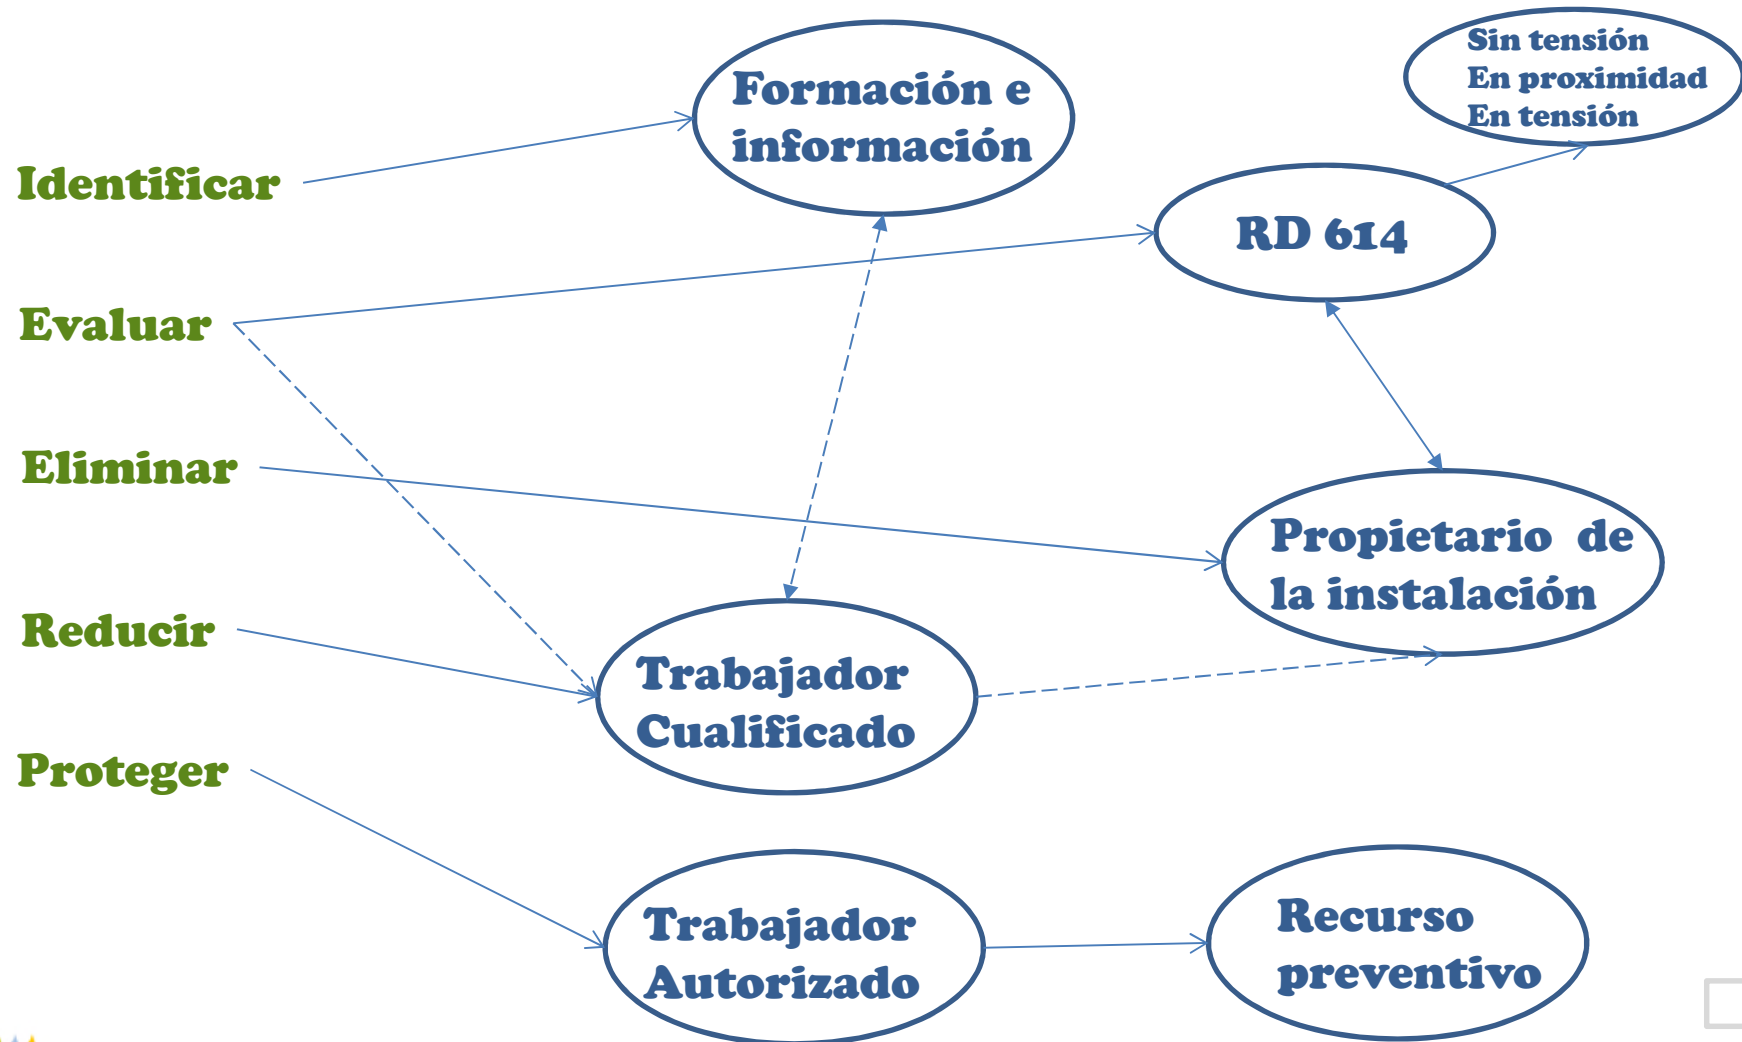 Sin tensión
En proximidad
En tensión
Formación e
información
Identificar
RD 614
Evaluar
Eliminar
Propietario de
la instalación
Reducir
Trabajador
Cualificado
Proteger
Trabajador
Autorizado
Recurso
preventivo